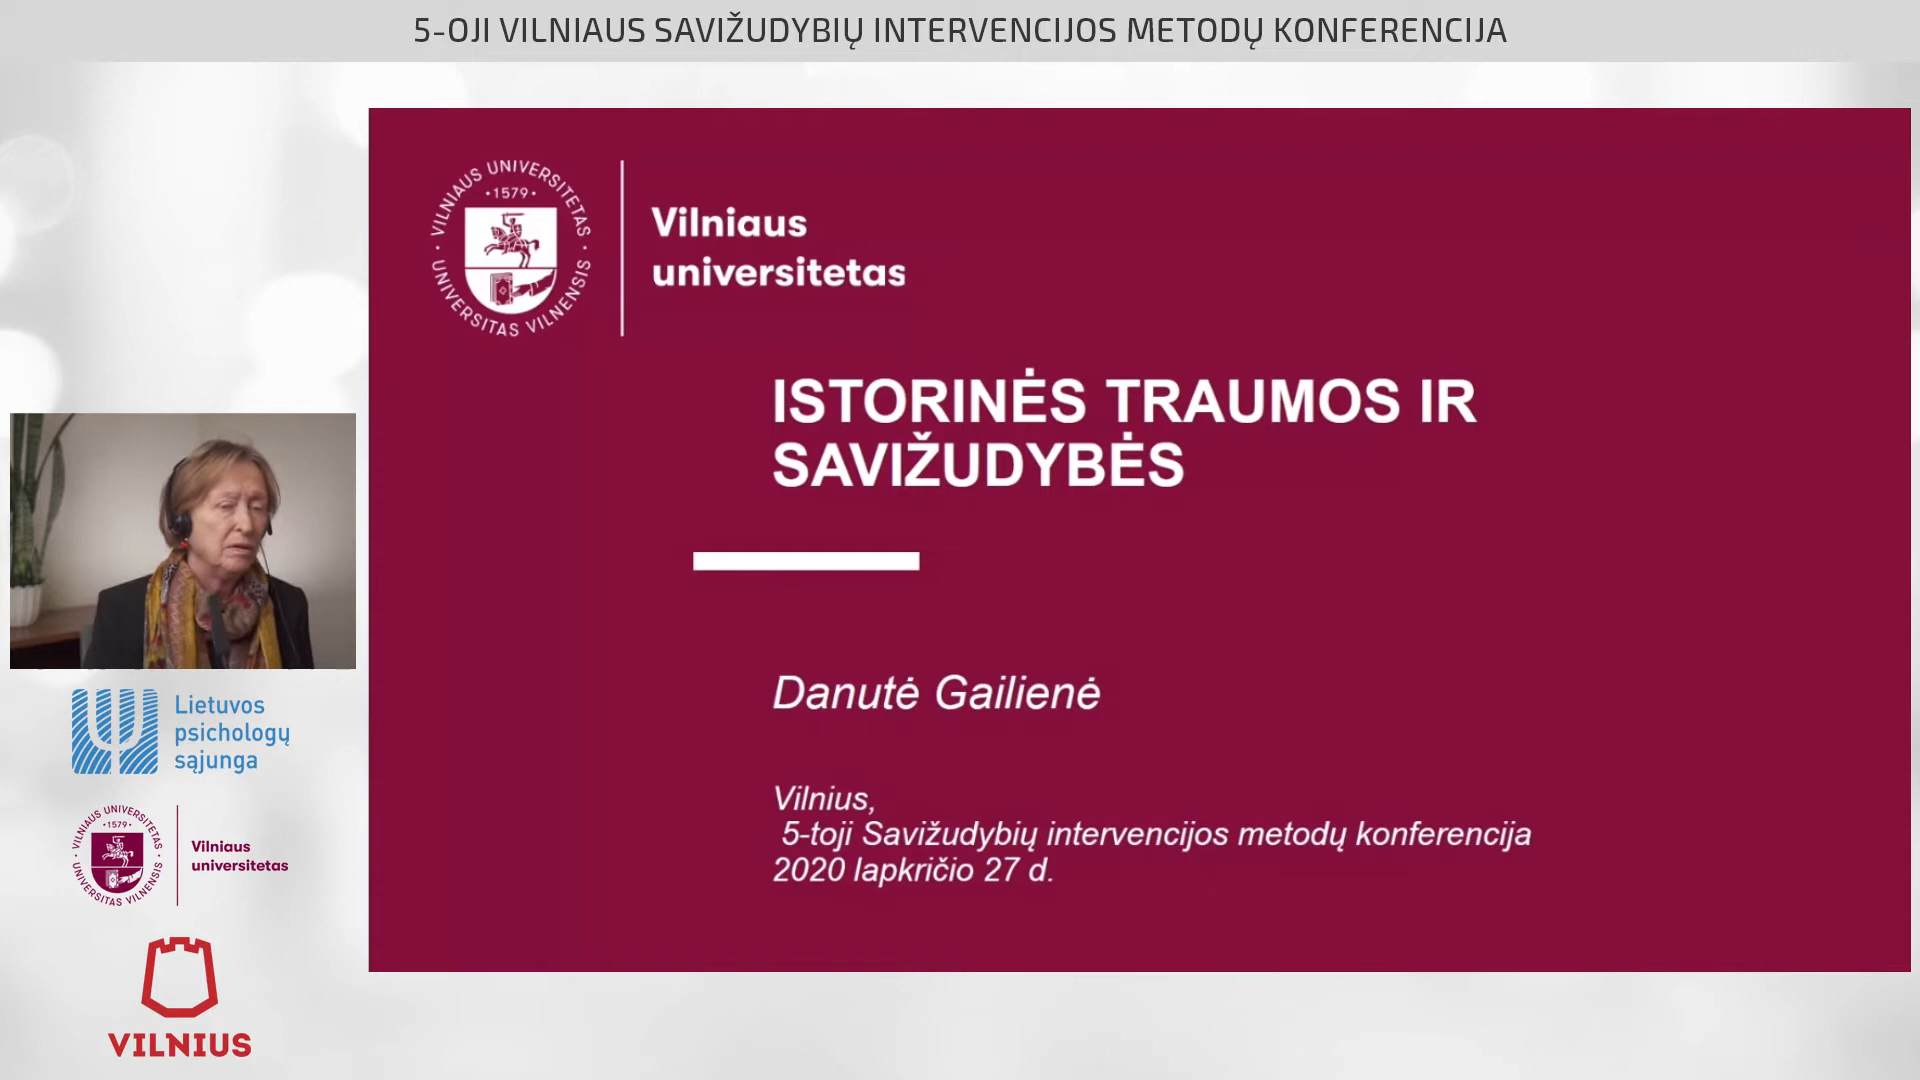 5-OJI VILNIAUS SAVIŽUDYBIŲ INTERVENCIJOS METODŲ KONFERENCIJA
VILNIAUS UNIVERSITETAS
·1579·
UNIVERSITAS VILNENSIS
Vilniaus
universitetas
ISTORINĖS TRAUMOS IR
SAVIŽUDYBĖS
Danutė Gailienė
Vilnius,
5-toji Savižudybių intervencijos metodų konferencija
2020 lapkričio 27 d.
Lietuvos
psichologų
sąjunga
VILNIAUS UNIVERSITETAS
·1579·
UNIVERSITAS VILNENSIS
Vilniaus
universitetas
VILNIUS